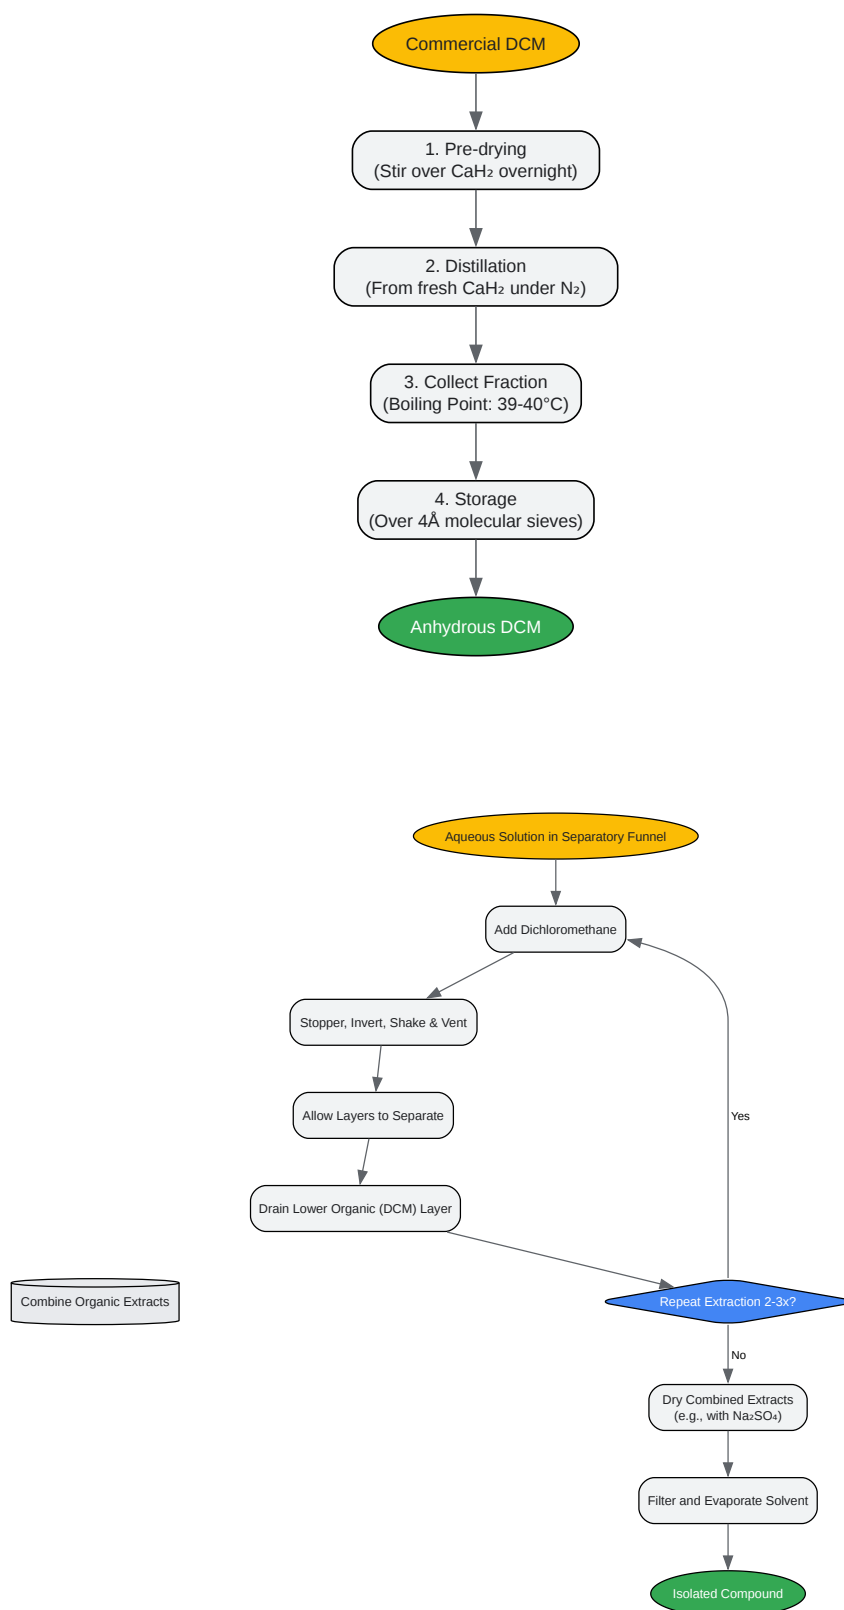 Commercial DCM
1. Pre-drying
(Stir over CaH₂ overnight)
2. Distillation
(From fresh CaH₂ under N₂)
3. Collect Fraction
(Boiling Point: 39-40°C)
4. Storage
(Over 4Å molecular sieves)
Anhydrous DCM
Aqueous Solution in Separatory Funnel
Add Dichloromethane
Stopper, Invert, Shake & Vent
Allow Layers to Separate
Yes
Drain Lower Organic (DCM) Layer
Combine Organic Extracts
Repeat Extraction 2-3x?
No
Dry Combined Extracts
(e.g., with Na₂SO₄)
Filter and Evaporate Solvent
Isolated Compound